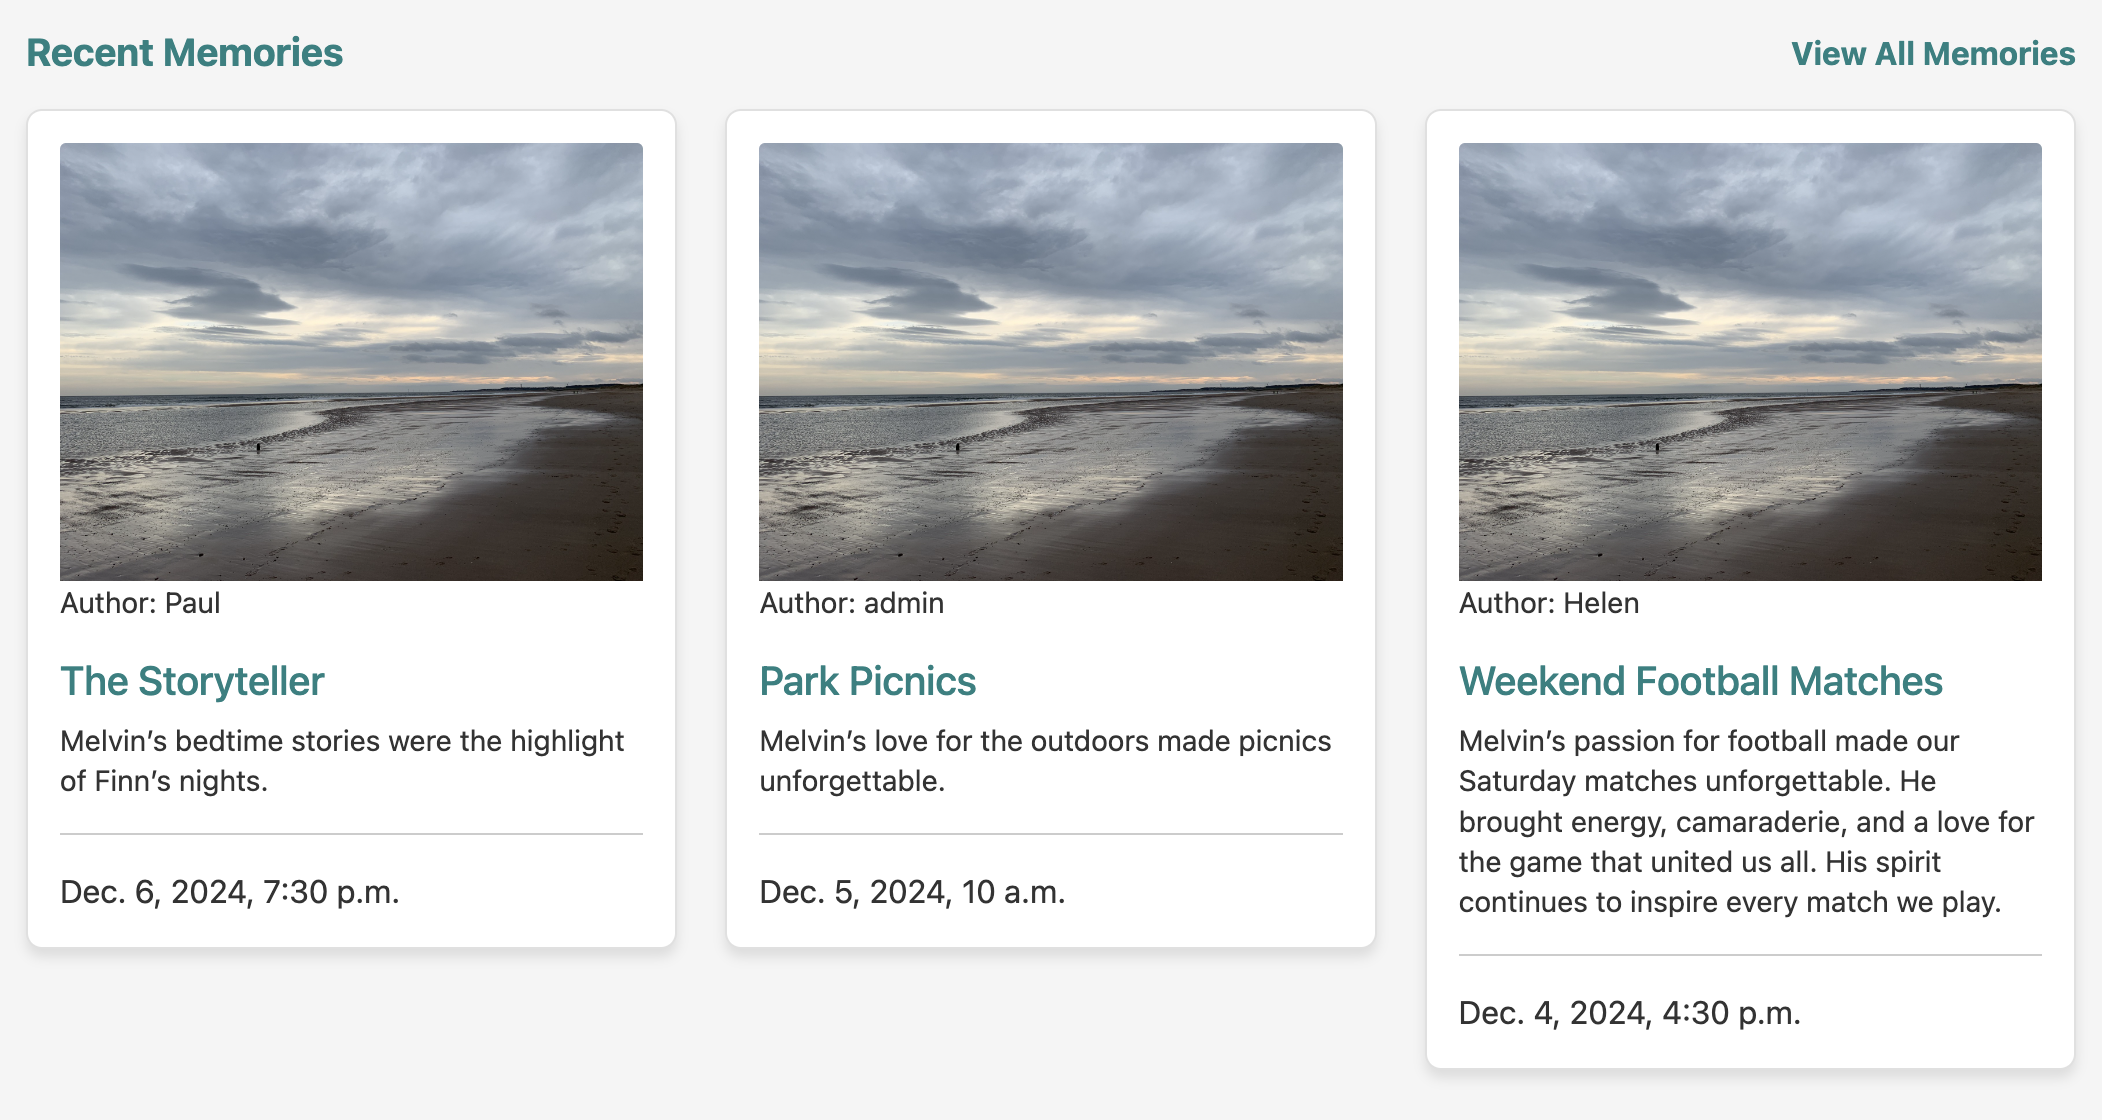 Recent Memories
View All Memories
Author: Paul
The Storyteller
Melvin’s bedtime stories were the highlight
of Finn’s nights.
Dec. 6, 2024, 7:30 p.m.
Author: admin
Park Picnics
Melvin’s love for the outdoors made picnics
unforgettable.
Dec. 5, 2024, 10 a.m.
Author: Helen
Weekend Football Matches
Melvin’s passion for football made our
Saturday matches unforgettable. He
brought energy, camaraderie, and a love for
the game that united us all. His spirit
continues to inspire every match we play.
Dec. 4, 2024, 4:30 p.m.